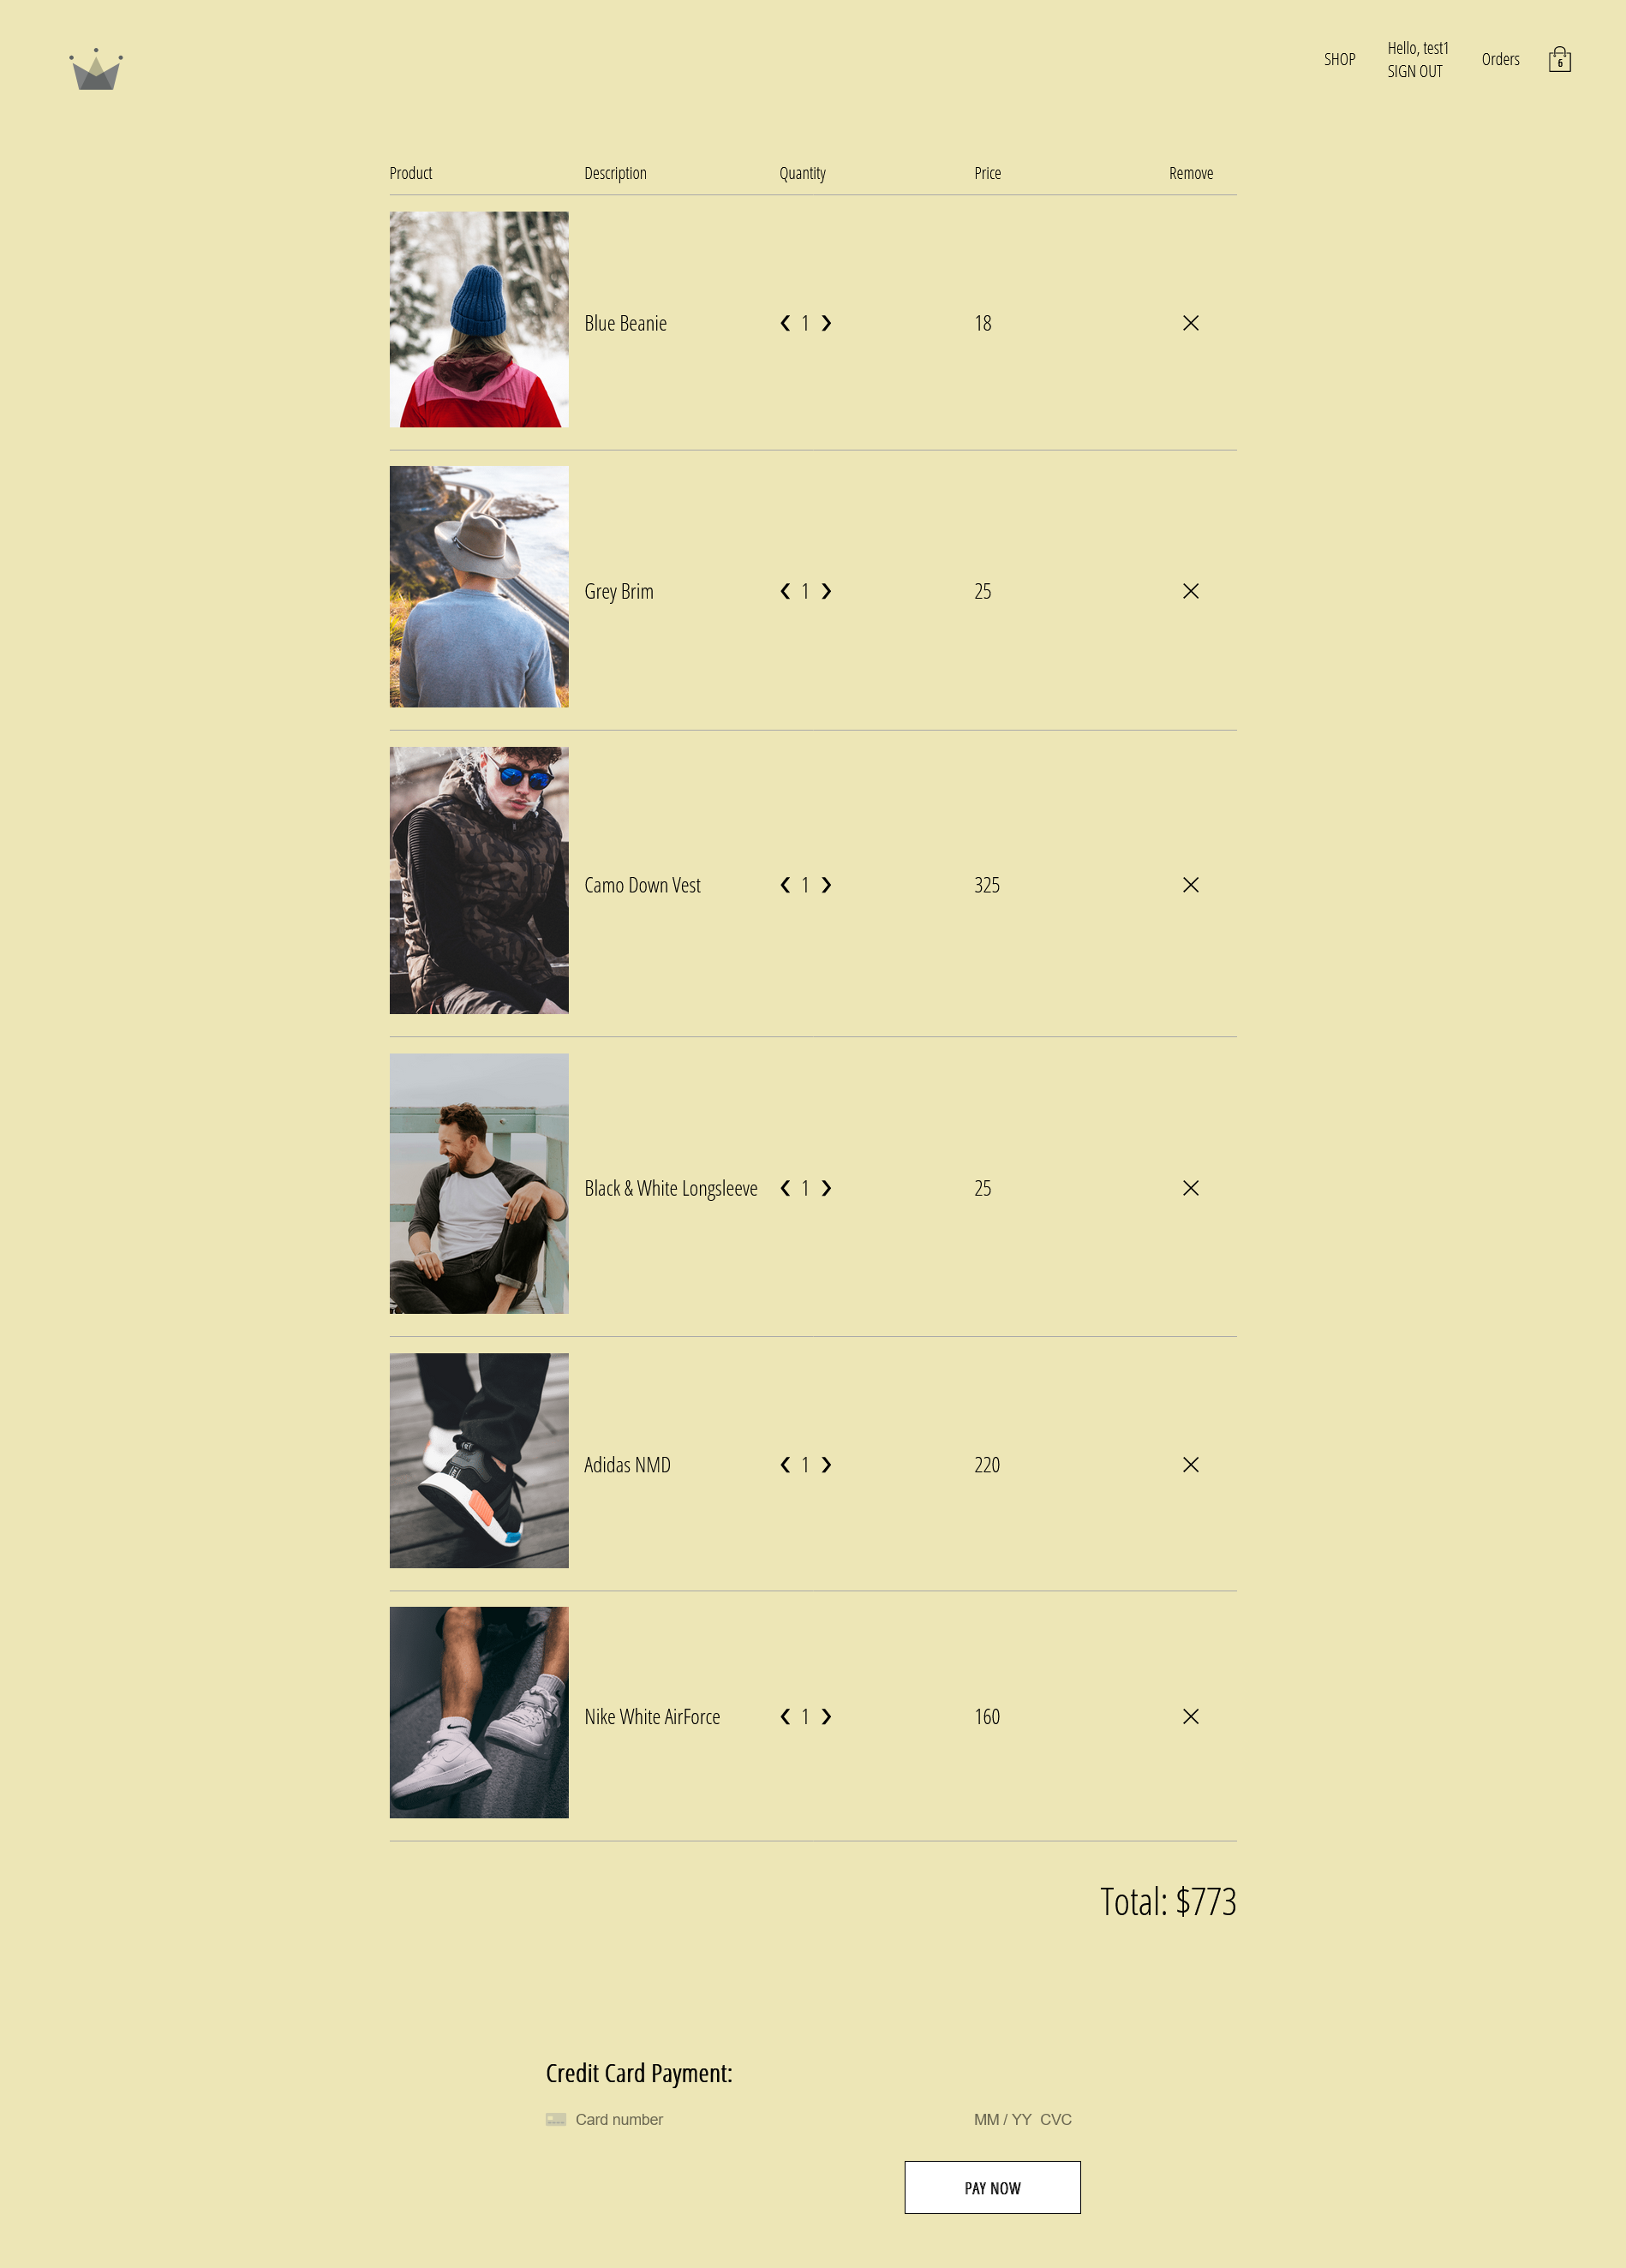 SHOP
Hello, test1
SIGN OUT
Orders
6
Product Description Quantity Price Remove
Blue Beanie ❮ 1 ❯ 18 ✕
Grey Brim ❮ 1 ❯ 25 ✕
Camo Down Vest ❮ 1 ❯ 325 ✕
Black & White Longsleeve ❮ 1 ❯ 25 ✕
Adidas NMD ❮ 1 ❯ 220 ✕
Nike White AirForce ❮ 1 ❯ 160 ✕
Total: $773
Credit Card Payment:
Card number MM / YY CVC
PAY NOW